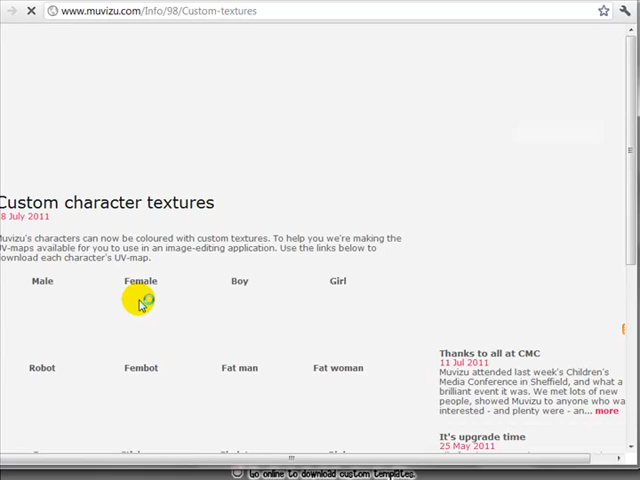 www.muvizu.com/Info/98/Custom-textures
Custom character textures
8 July 2011
Muvizu's characters can now be coloured with custom textures. To help you we're making the
UV-maps available for you to use in an image-editing application. Use the links below to
download each character's UV-map.
Male Female Boy Girl
Robot Fembot Fat man Fat woman
Thanks to all at CMC
11 Jul 2011
Muvizu attended last week's Children's
Media Conference in Sheffield, and what a
brilliant event it was. We met lots of new
people, showed Muvizu to anyone who wa
interested - and plenty were - an... more
It's upgrade time
25 May 2011
Go online to download custom templates.